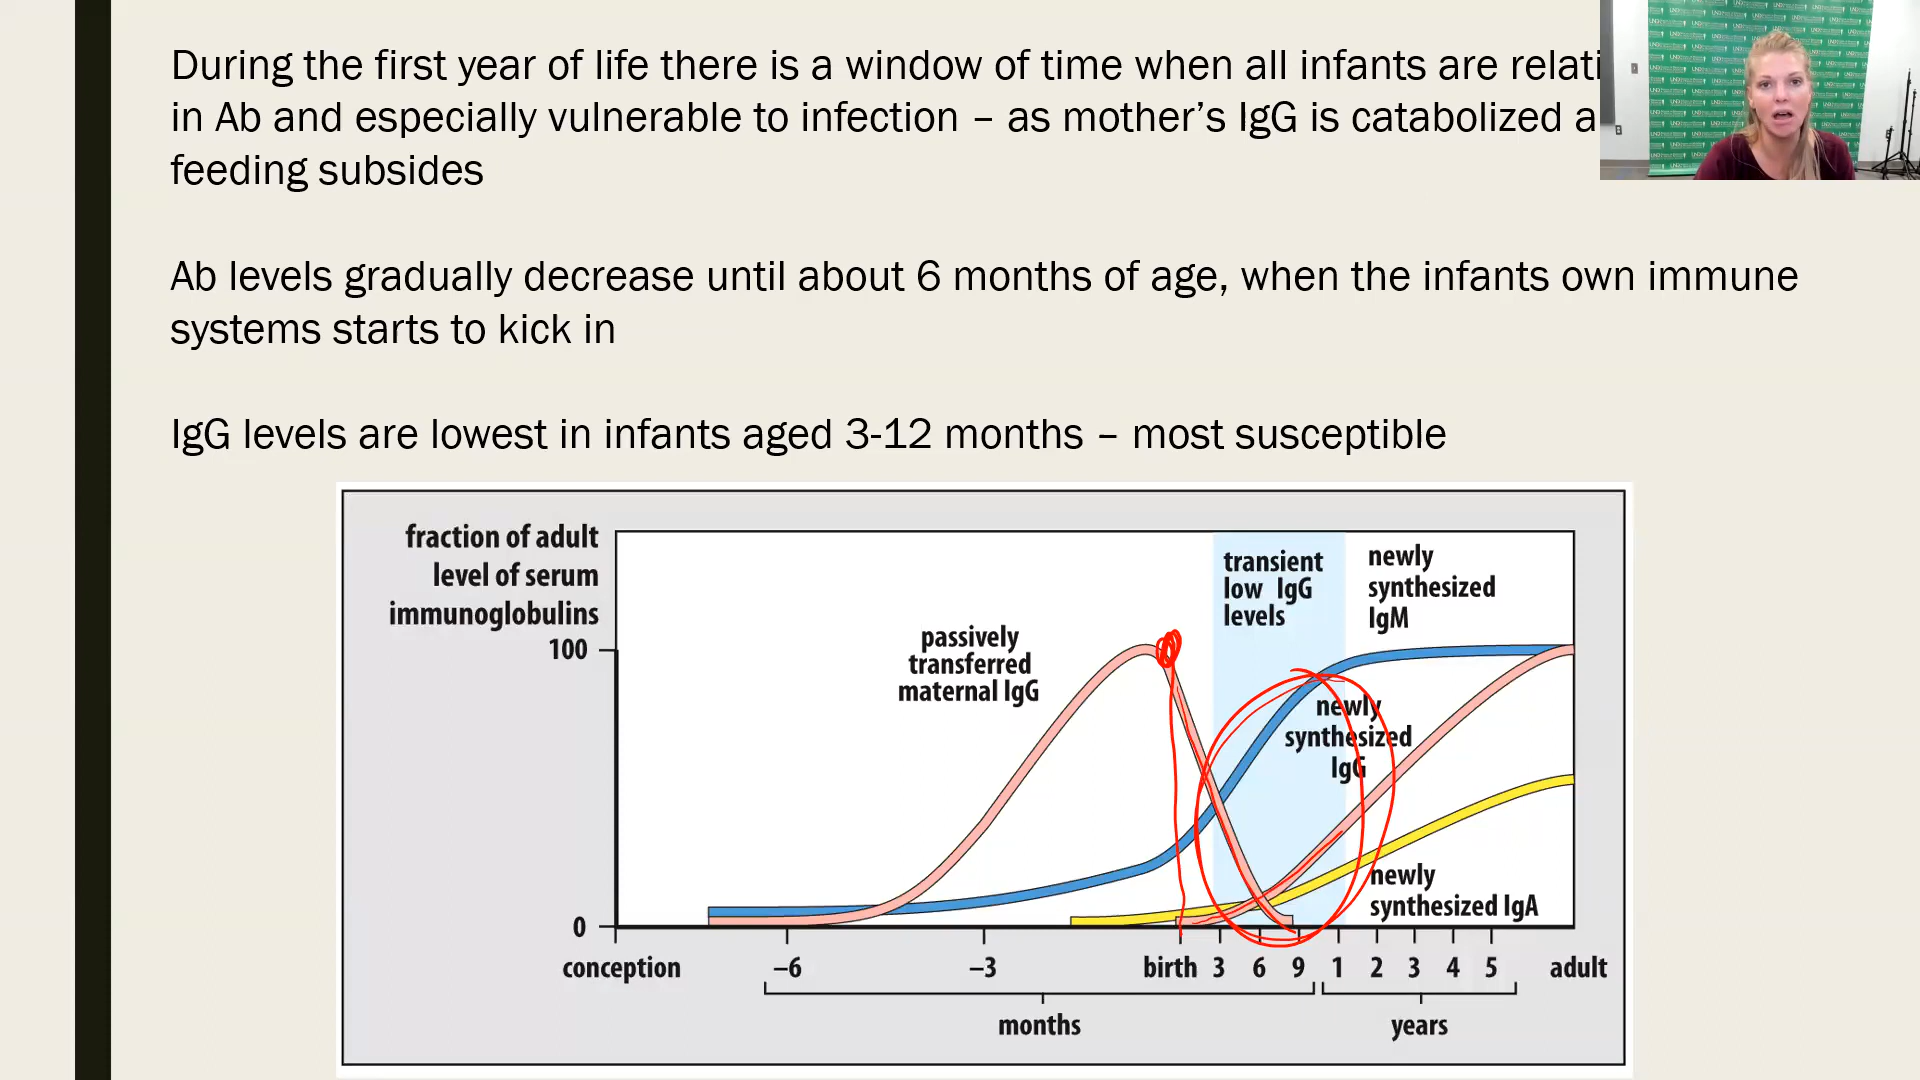 During the first year of life there is a window of time when all infants are relati
in Ab and especially vulnerable to infection – as mother's IgG is catabolized a
feeding subsides
Ab levels gradually decrease until about 6 months of age, when the infants own immune
systems starts to kick in
IgG levels are lowest in infants aged 3-12 months – most susceptible
fraction of adult
level of serum
immunoglobulins
100
0
passively
transferred
maternal IgG
transient
low IgG
levels
newly
synthesized
IgM
newly
synthesized
IgG
newly
synthesized IgA
conception –6 –3 birth 3 6 9 1 2 3 4 5 adult
months years